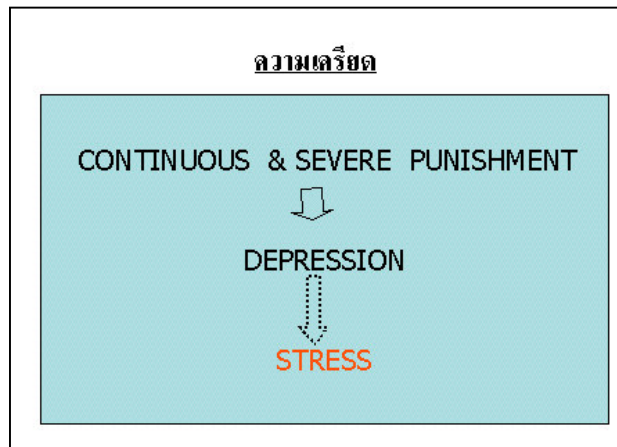 ความเครียด
CONTINUOUS & SEVERE PUNISHMENT
DEPRESSION
STRESS